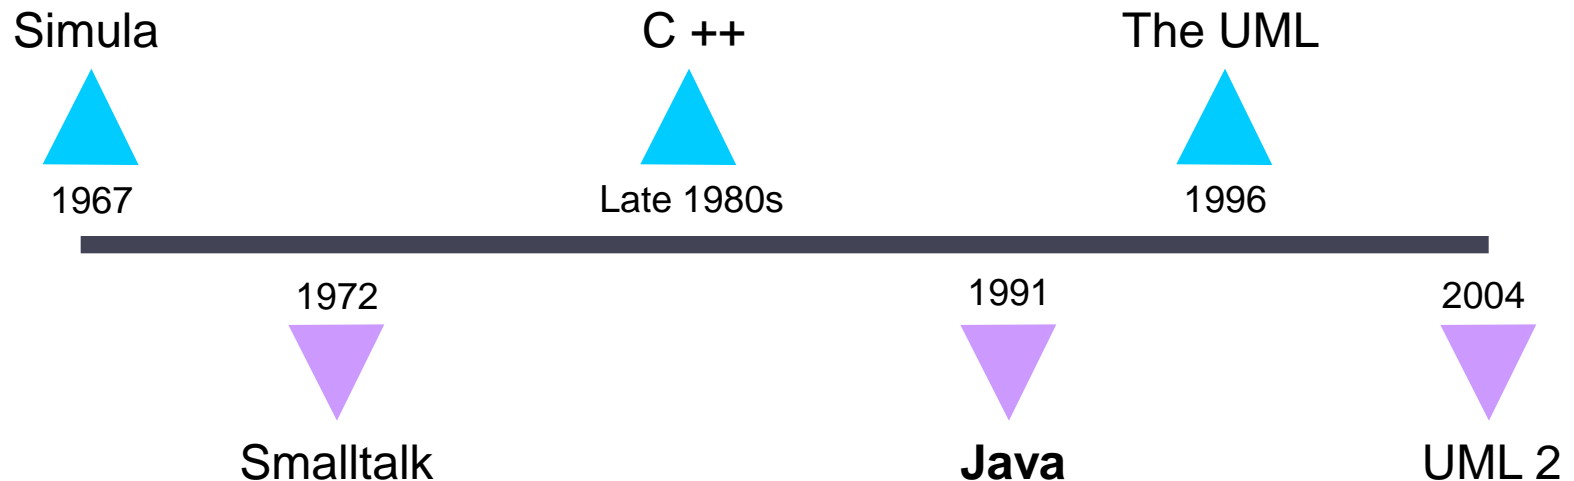 Simula
C ++
The UML
1967
Late 1980s
1996
1972
1991
2004
Smalltalk
Java
UML 2